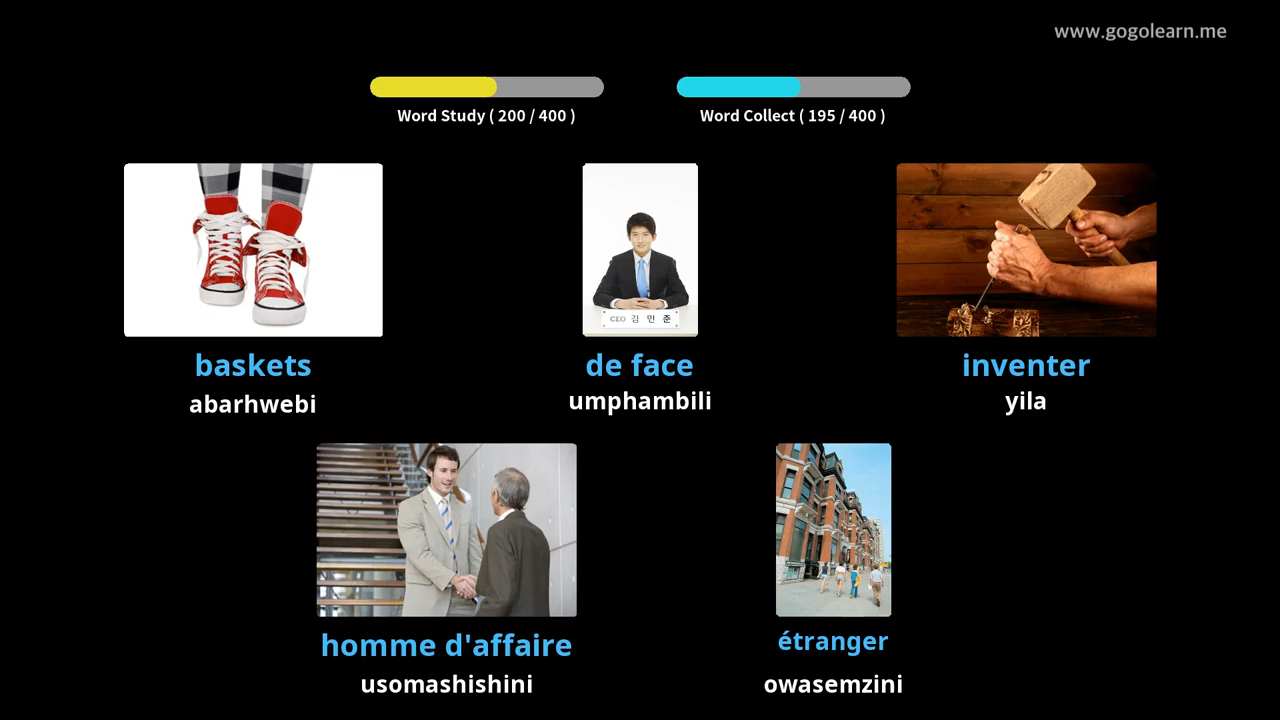 www.gogolearn.me
Word Study ( 200 / 400 )
Word Collect ( 195 / 400 )
CEO 김 민 준
baskets
abarhwebi
de face
umphambili
inventer
yila
homme d'affaire
usomashishini
étranger
owasemzini